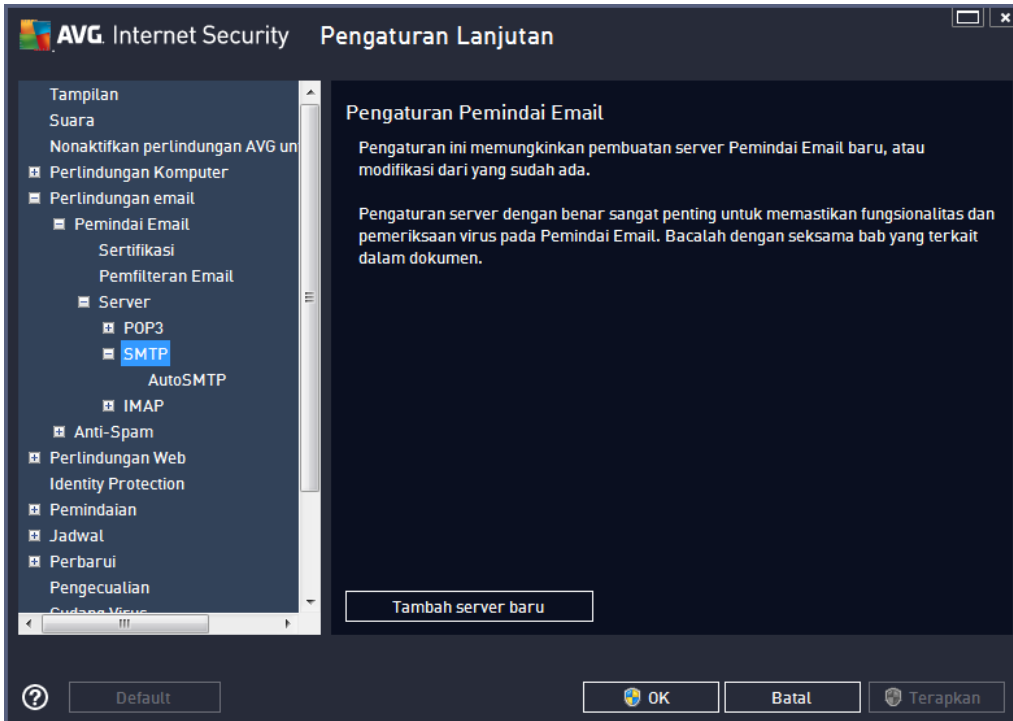 AVG. Internet Security Pengaturan Lanjutan
Tampilan
Suara
Nonaktifkan perlindungan AVG un
Perlindungan Komputer
Perlindungan email
Pemindai Email
Sertifikasi
Pemfilteran Email
Server
POP3
SMTP
AutoSMTP
IMAP
Anti-Spam
Perlindungan Web
Identity Protection
Pemindaian
Jadwal
Perbarui
Pengecualian
Gudang Virus
Pengaturan Pemindai Email
Pengaturan ini memungkinkan pembuatan server Pemindai Email baru, atau
modifikasi dari yang sudah ada.
Pengaturan server dengan benar sangat penting untuk memastikan fungsionalitas dan
pemeriksaan virus pada Pemindai Email. Bacalah dengan seksama bab yang terkait
dalam dokumen.
Tambah server baru
Default
OK
Batal
Terapkan